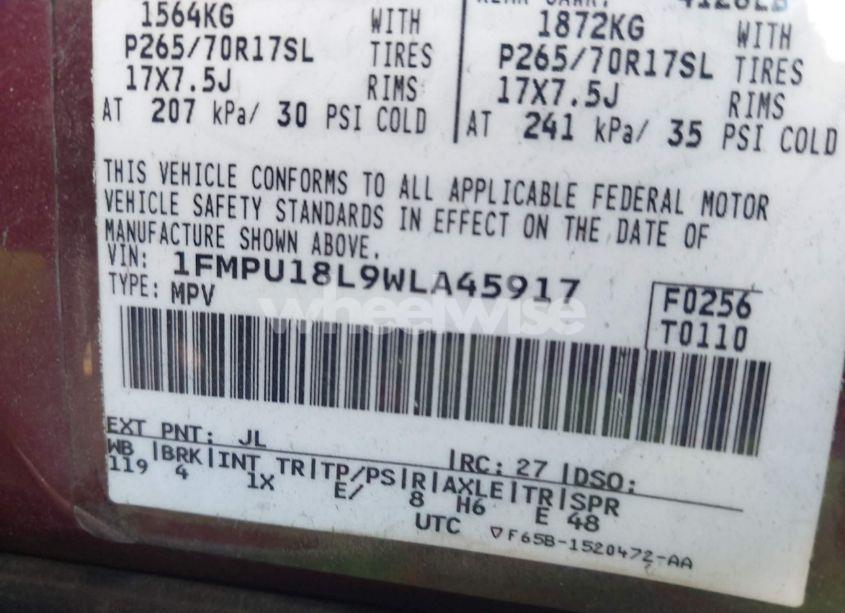 1564KG WITH
P265/70R17SL TIRES
17X7.5J RIMS
AT 207 kPa/ 30 PSI COLD
4128LB
1872KG WITH
P265/70R17SL TIRES
17X7.5J RIMS
AT 241 kPa/ 35 PSI COLD
THIS VEHICLE CONFORMS TO ALL APPLICABLE FEDERAL MOTOR
VEHICLE SAFETY STANDARDS IN EFFECT ON THE DATE OF
MANUFACTURE SHOWN ABOVE.
VIN: 1FMPU18L9WLA45917
TYPE: MPV
F0256
T0110
wheelwise
EXT PNT: JL RC: 27 DSO:
WB BRK INT TR TP/PS R AXLE TR SPR
119 4 1X E/ 8 H6 E 48
UTC ▽F65B-1520472-AA